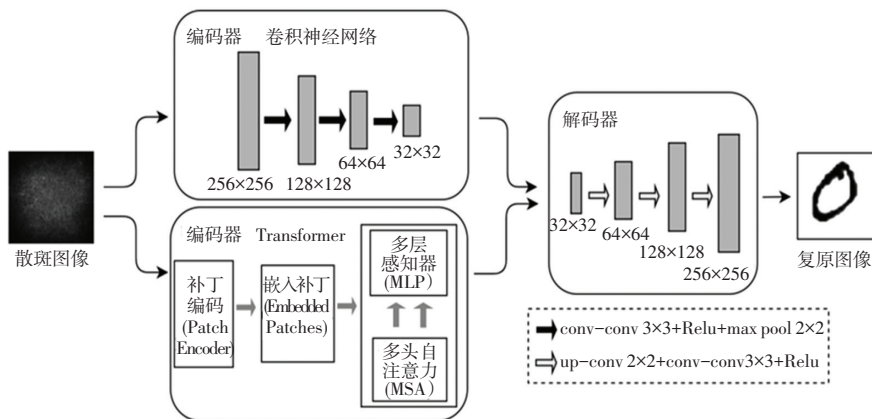 编码器 卷积神经网络
256×256
128×128
64×64
32×32
散斑图像
编码器 Transformer
补丁
编码
(Patch
Encoder)
嵌入补丁
(Embedded
Patches)
多层
感知器
(MLP)
多头自
注意力
(MSA)
解码器
32×32
64×64
128×128
256×256
复原图像
conv-conv 3×3+Relu+max pool 2×2
up-conv 2×2+conv-conv3×3+Relu